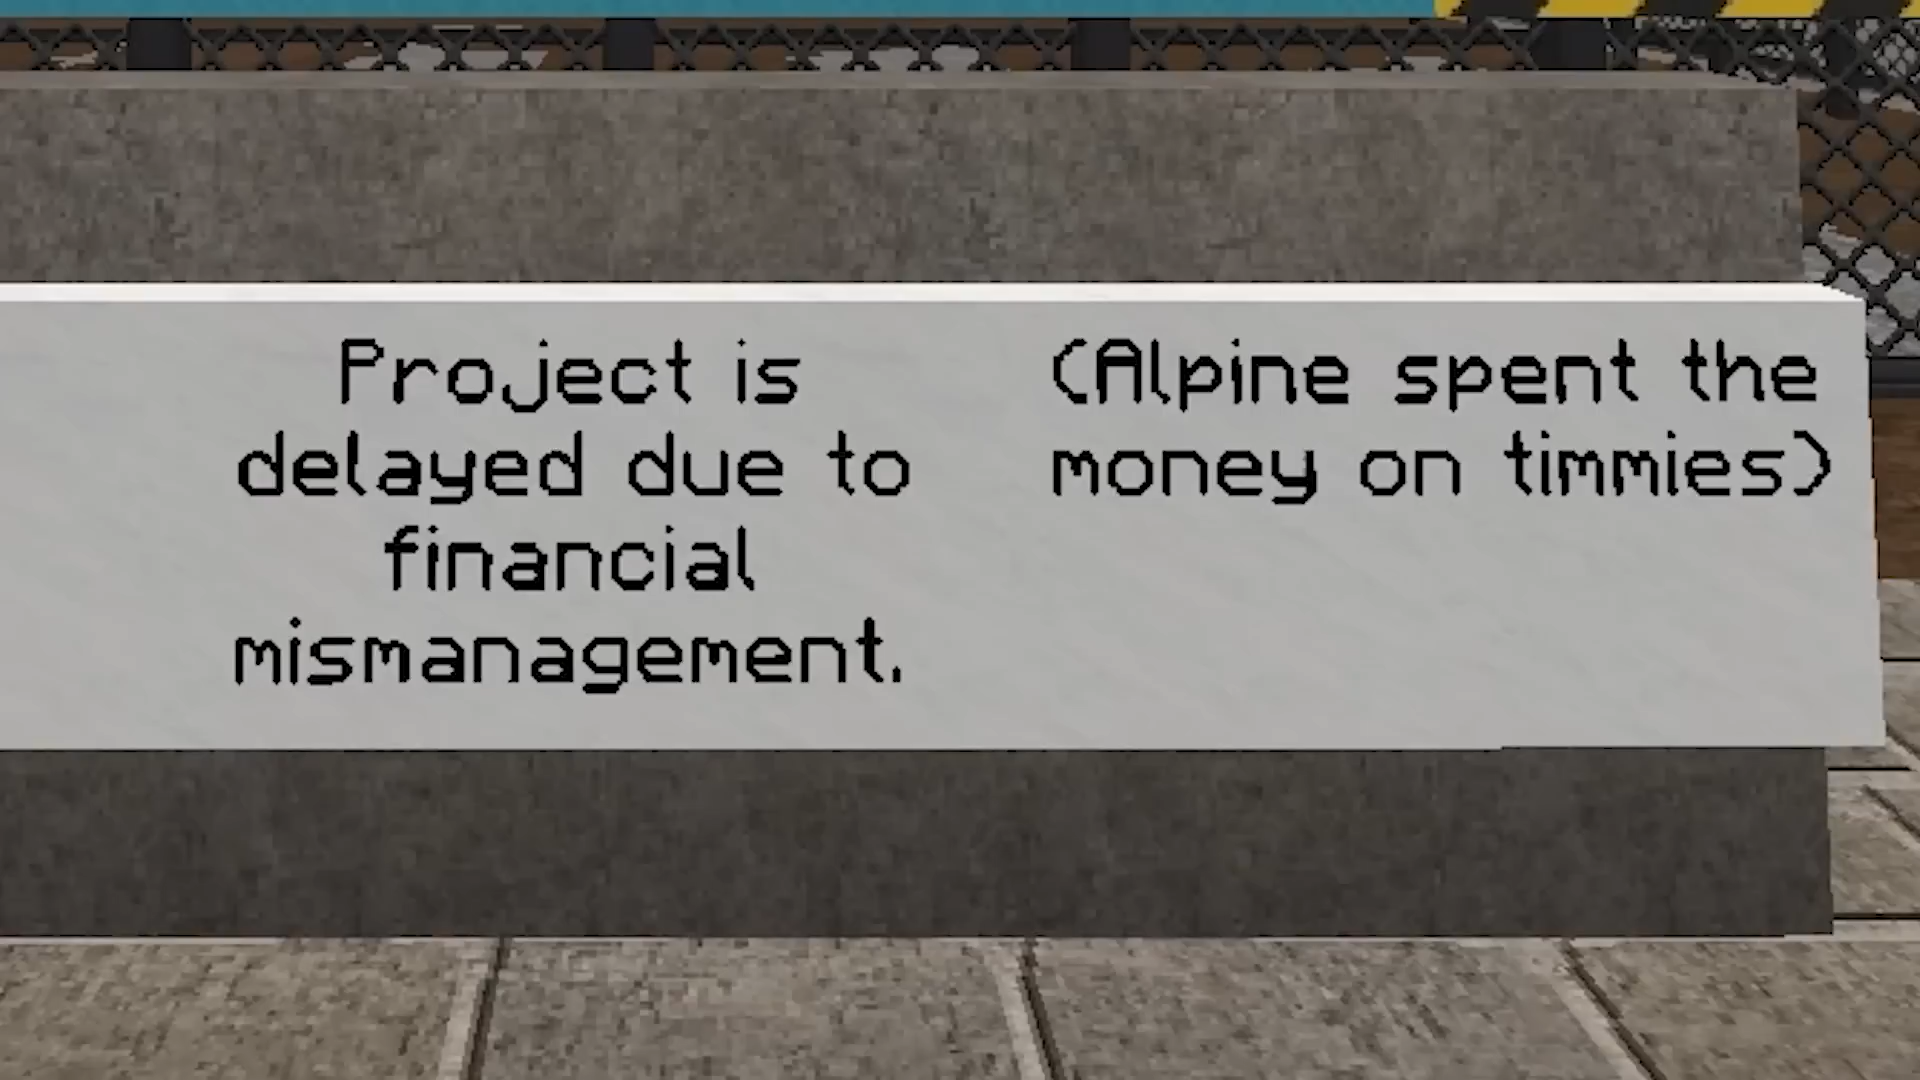 Project is
delayed due to
financial
mismanagement.
(Alpine spent the
money on timmies)